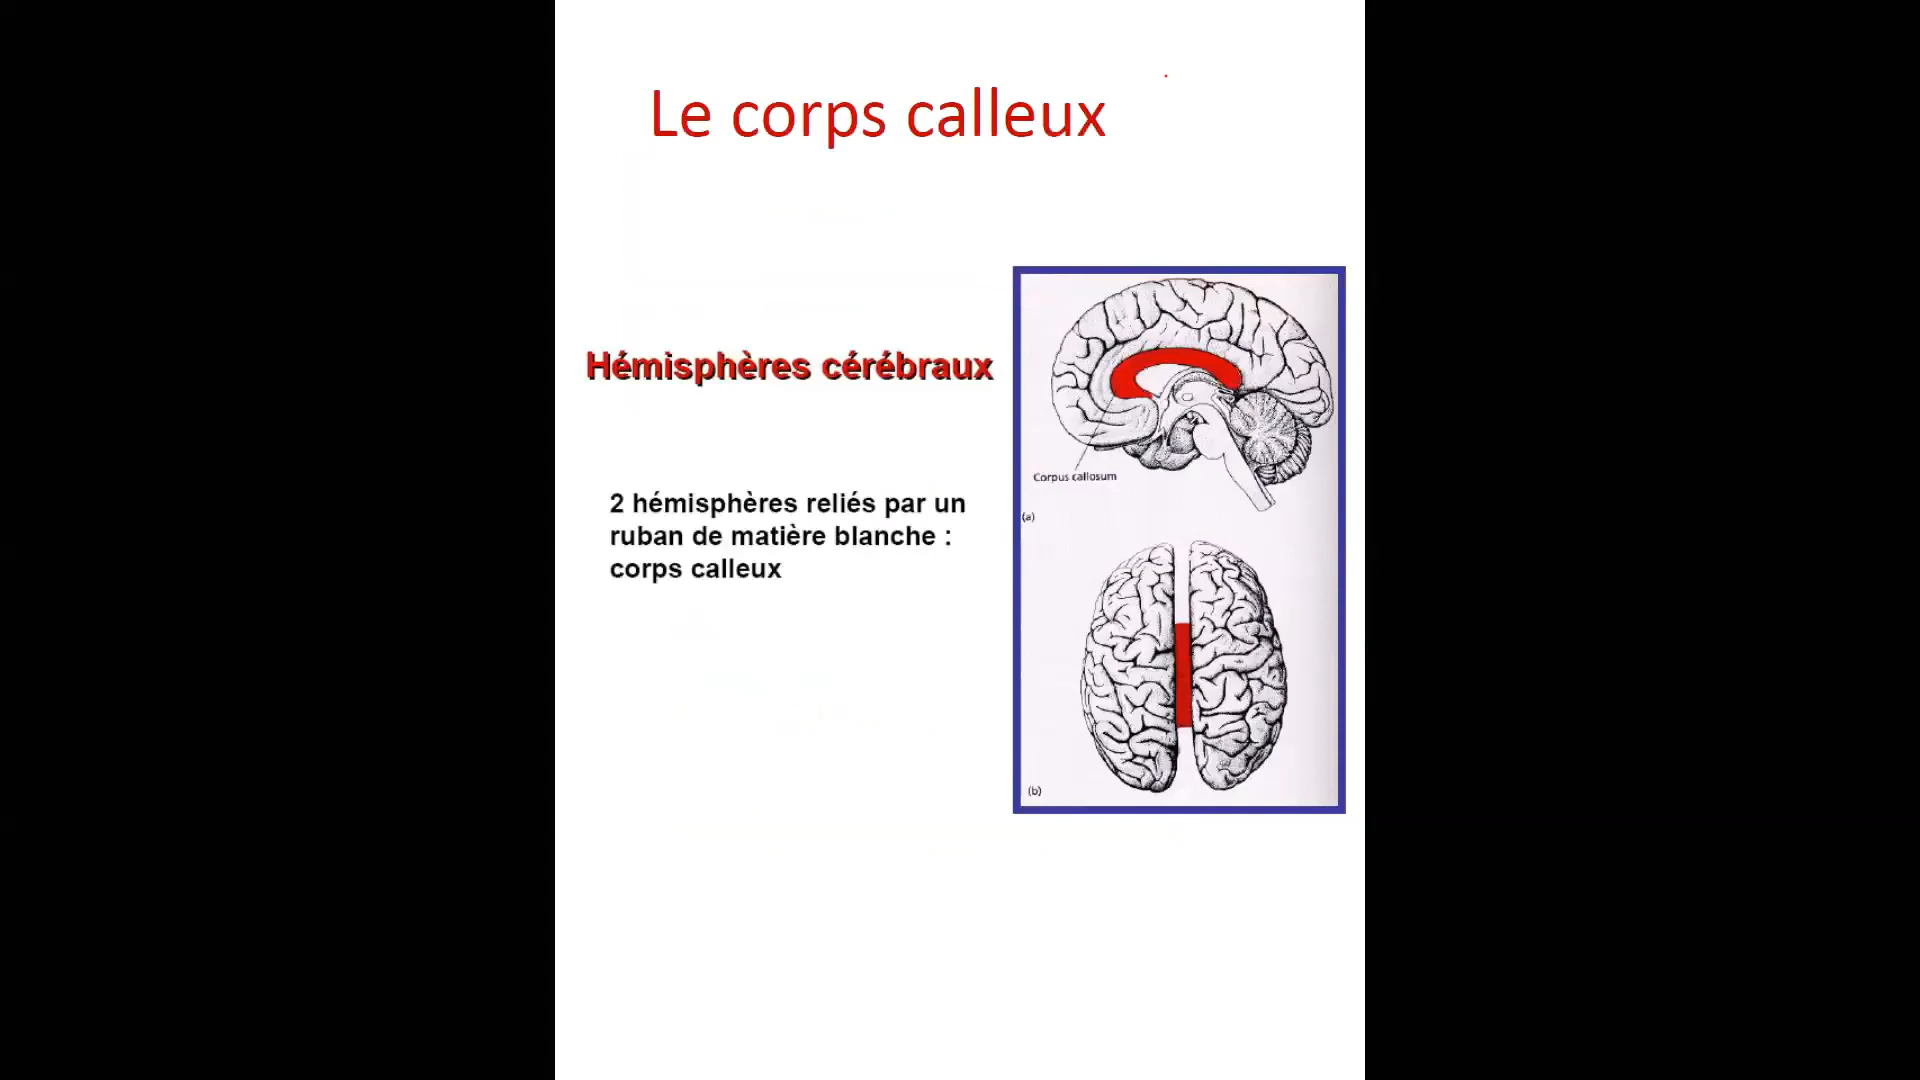 Le corps calleux
Hémisphères cérébraux
2 hémisphères reliés par un
ruban de matière blanche :
corps calleux
Corpus callosum
(a)
(b)